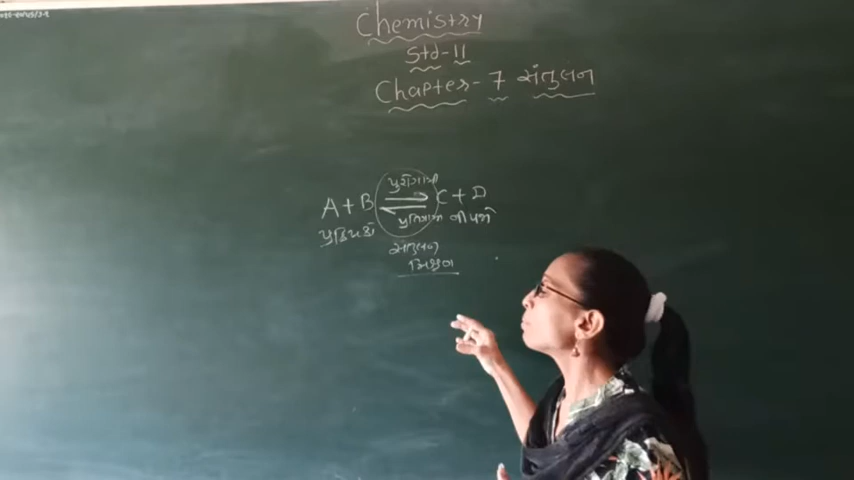 Chemistry
Std-11
Chapter-7 સંતુલન
પુરોગામી
A + B ⇌ C + D
પ્રતિગામી નીપજો
પ્રક્રિયકો
સંતુલન
મિશ્રણ